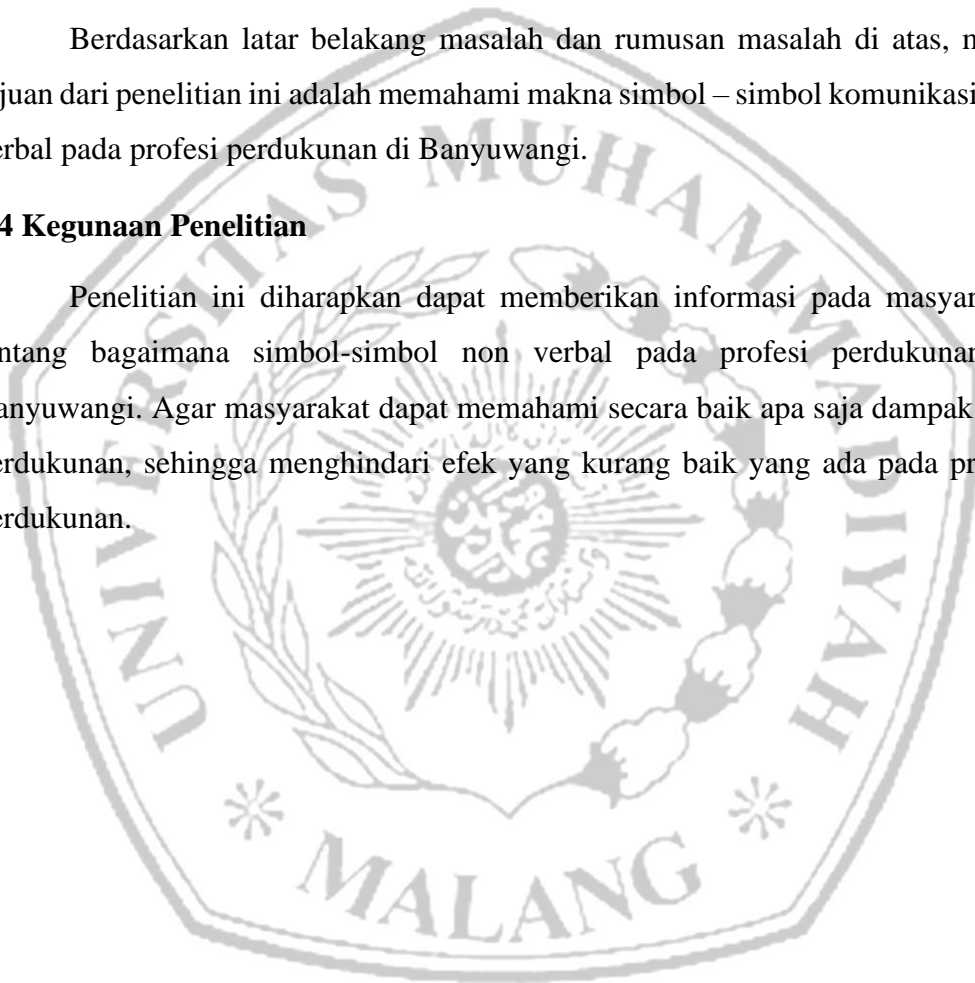 Berdasarkan latar belakang masalah dan rumusan masalah di atas, m
juan dari penelitian ini adalah memahami makna simbol – simbol komunikasi
erbal pada profesi perdukunan di Banyuwangi.
4 Kegunaan Penelitian
Penelitian ini diharapkan dapat memberikan informasi pada masyar
ntang bagaimana simbol-simbol non verbal pada profesi perdukunan
anyuwangi. Agar masyarakat dapat memahami secara baik apa saja dampak
erdukunan, sehingga menghindari efek yang kurang baik yang ada pada pr
erdukunan.
UNIVERSITAS MUHAMMADIYAH
MALANG